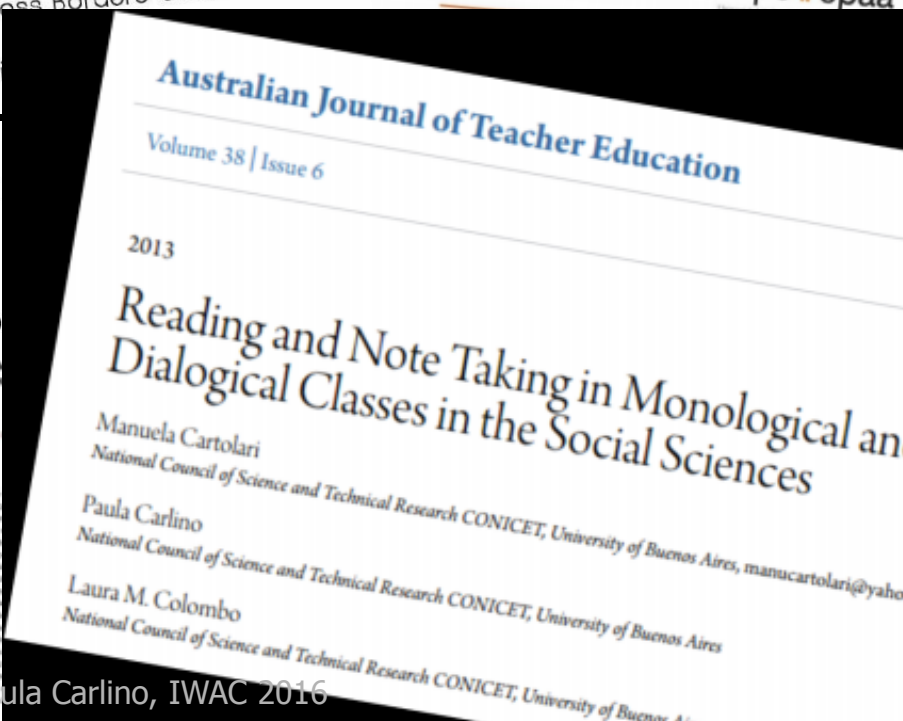 Australian Journal of Teacher Education
Volume 38 | Issue 6
2013
Reading and Note Taking in Monological
Dialogical Classes in the Social Sciences
Manuela Cartolari
National Council of Science and Technical Research CONICET, University of Buenos Aires, manucartolari@yaho
Paula Carlino
National Council of Science and Technical Research CONICET, University of Buenos Aires
Laura M. Colombo
National Council of Science and Technical Research CONICET, University of Buenos
ula Carlino, IWAC 2016